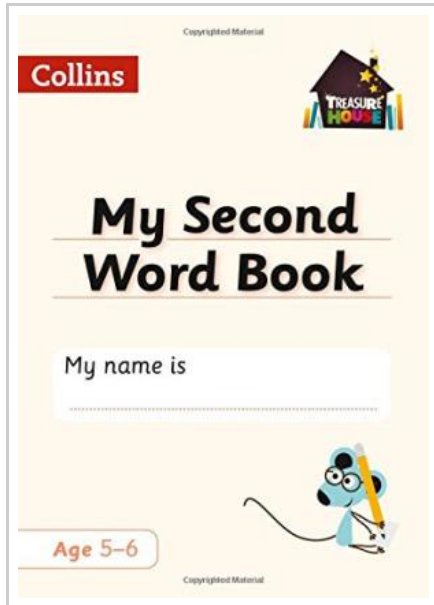 Copyrighted Material
Collins
TREASURE
HOUSE
My Second
Word Book
My name is
Age 5–6
Copyrighted Material